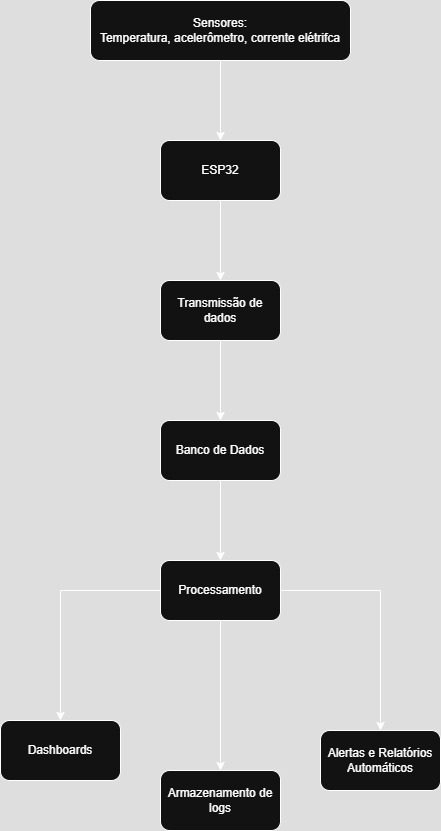 Sensores:
Temperatura, acelerômetro, corrente elétrifca
ESP32
Transmissão de
dados
Banco de Dados
Processamento
Dashboards
Alertas e Relatórios
Automáticos
Armazenamento de
logs